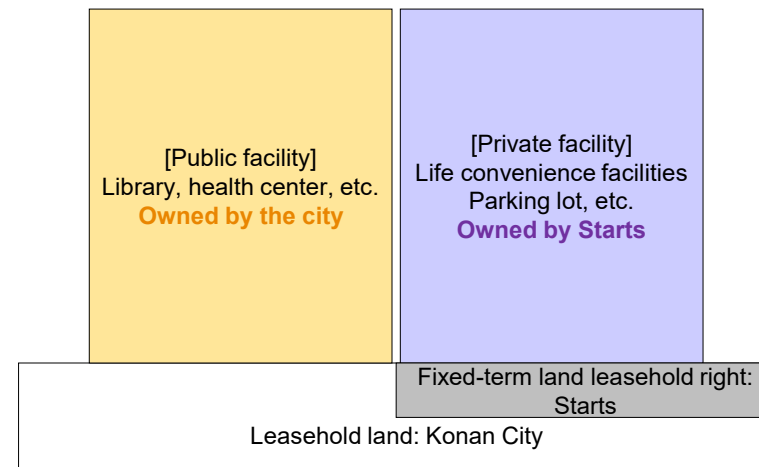 [Public facility]
Library, health center, etc.
Owned by the city
[Private facility]
Life convenience facilities
Parking lot, etc.
Owned by Starts
Fixed-term land leasehold right:
Starts
Leasehold land: Konan City